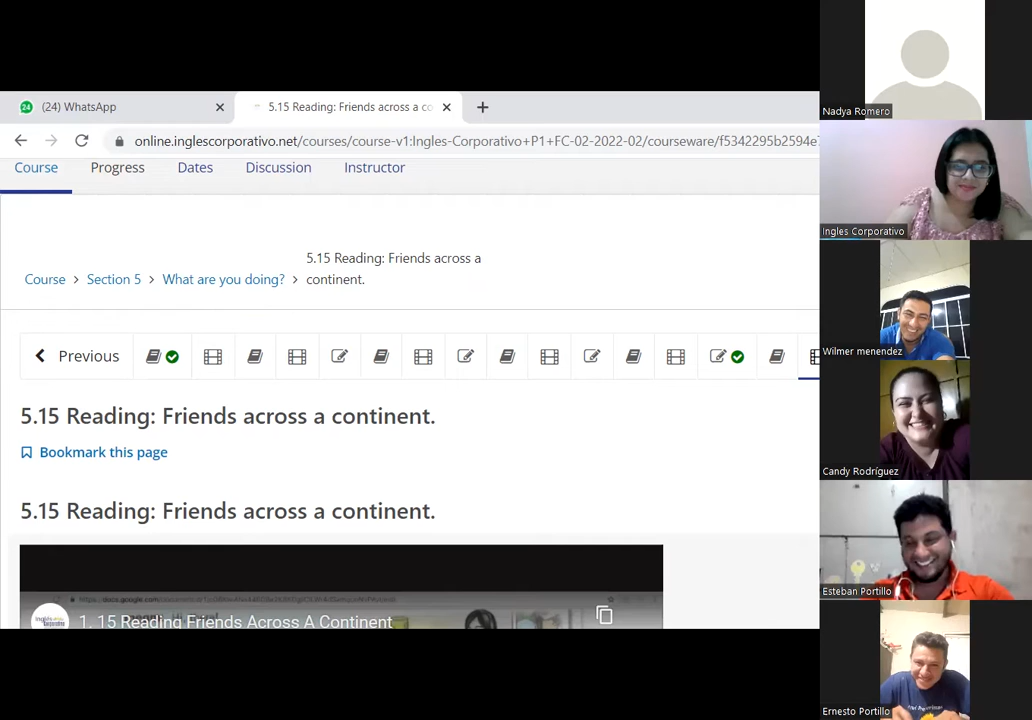 (24) WhatsApp
5.15 Reading: Friends across a co
online.inglescorporativo.net/courses/course-v1:Ingles-Corporativo+P1+FC-02-2022-02/courseware/f5342295b2594e7
Course Progress Dates Discussion Instructor
Course > Section 5 > What are you doing? > 5.15 Reading: Friends across a
continent.
Previous
5.15 Reading: Friends across a continent.
Bookmark this page
5.15 Reading: Friends across a continent.
1. 15 Reading Friends Across A Continent
Nadya Romero
Ingles Corporativo
Wilmer menendez
Candy Rodríguez
Esteban Portillo
Ernesto Portillo